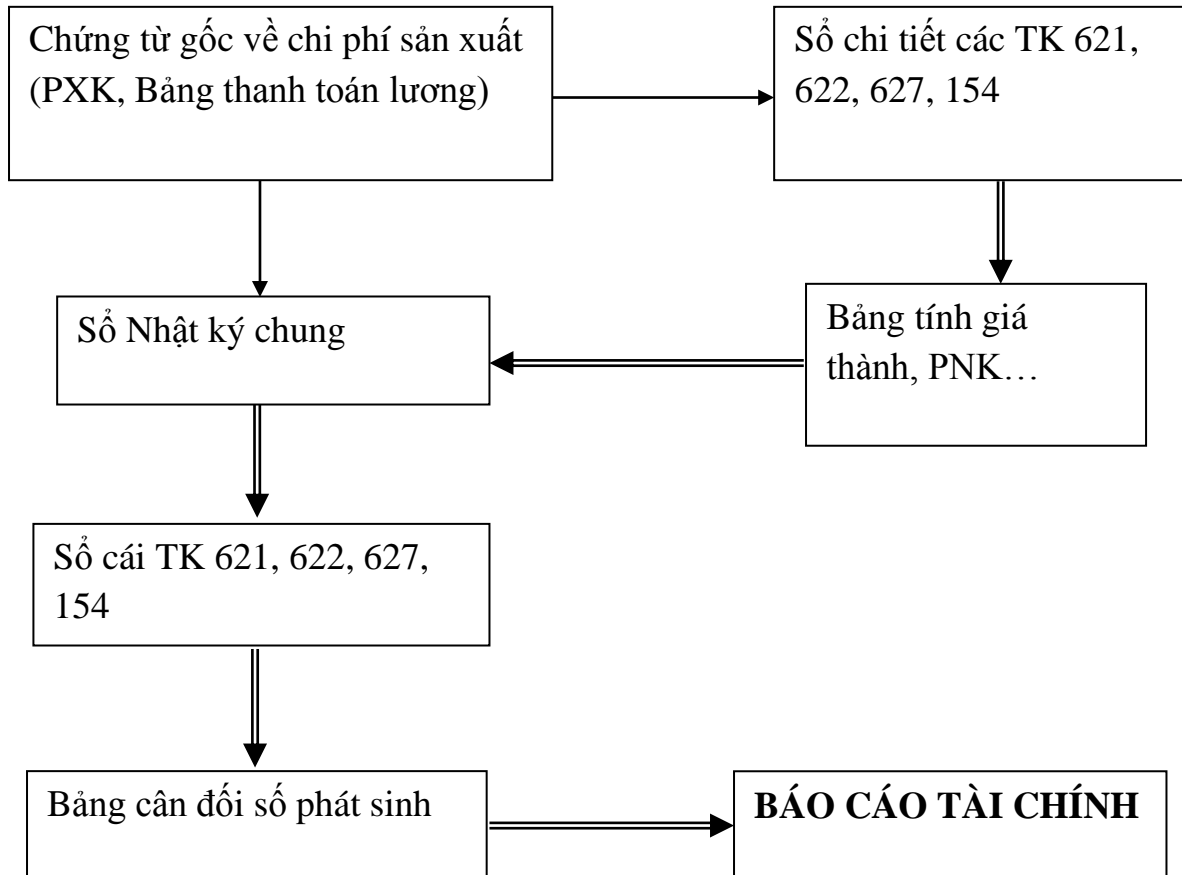 Chứng từ gốc về chi phí sản xuất
(PXK, Bảng thanh toán lương)
Sổ chi tiết các TK 621,
622, 627, 154
Sổ Nhật ký chung
Bảng tính giá
thành, PNK…
Sổ cái TK 621, 622, 627,
154
Bảng cân đối số phát sinh
BÁO CÁO TÀI CHÍNH